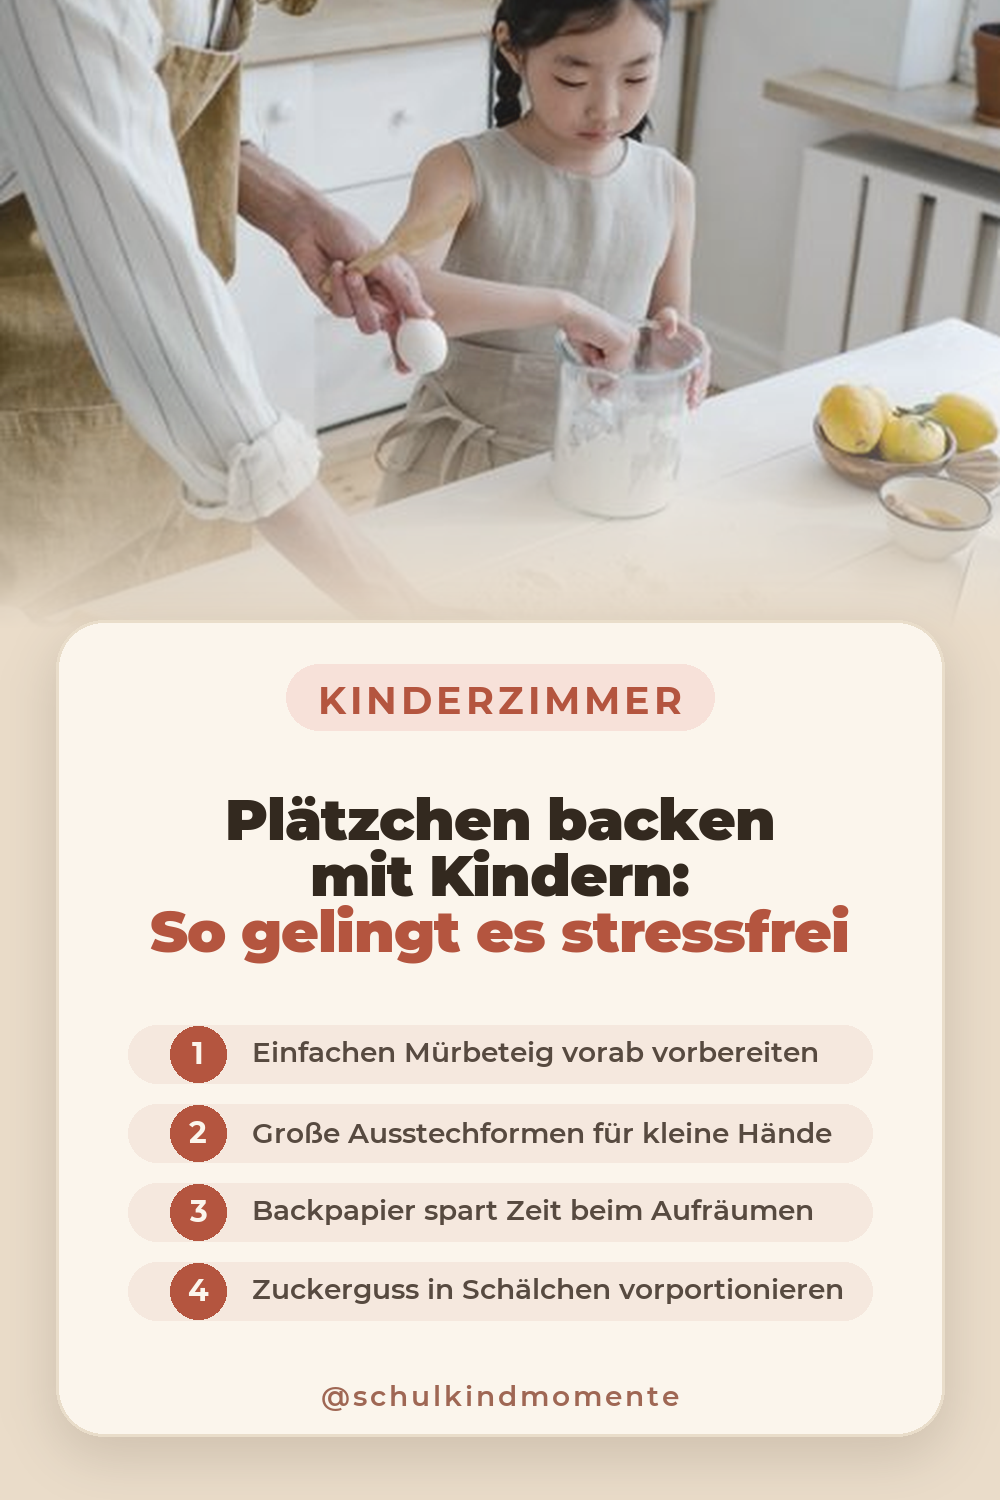 KINDERZIMMER
Plätzchen backen
mit Kindern:
So gelingt es stressfrei
1 Einfachen Mürbeteig vorab vorbereiten
2 Große Ausstechformen für kleine Hände
3 Backpapier spart Zeit beim Aufräumen
4 Zuckerguss in Schälchen vorportionieren
@schulkindmomente